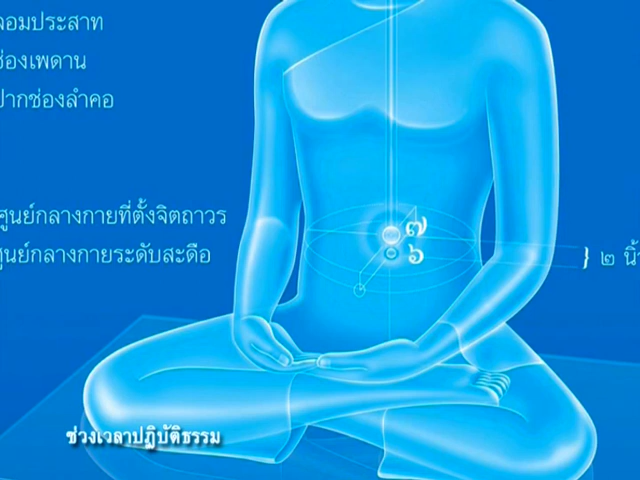 จอมประสาท
ช่องเพดาน
ปากช่องลำคอ
ศูนย์กลางกายที่ตั้งจิตถาวร
ศูนย์กลางกายระดับสะดือ
๗
๖
} ๒ นิ้ว
ช่วงเวลาปฏิบัติธรรม